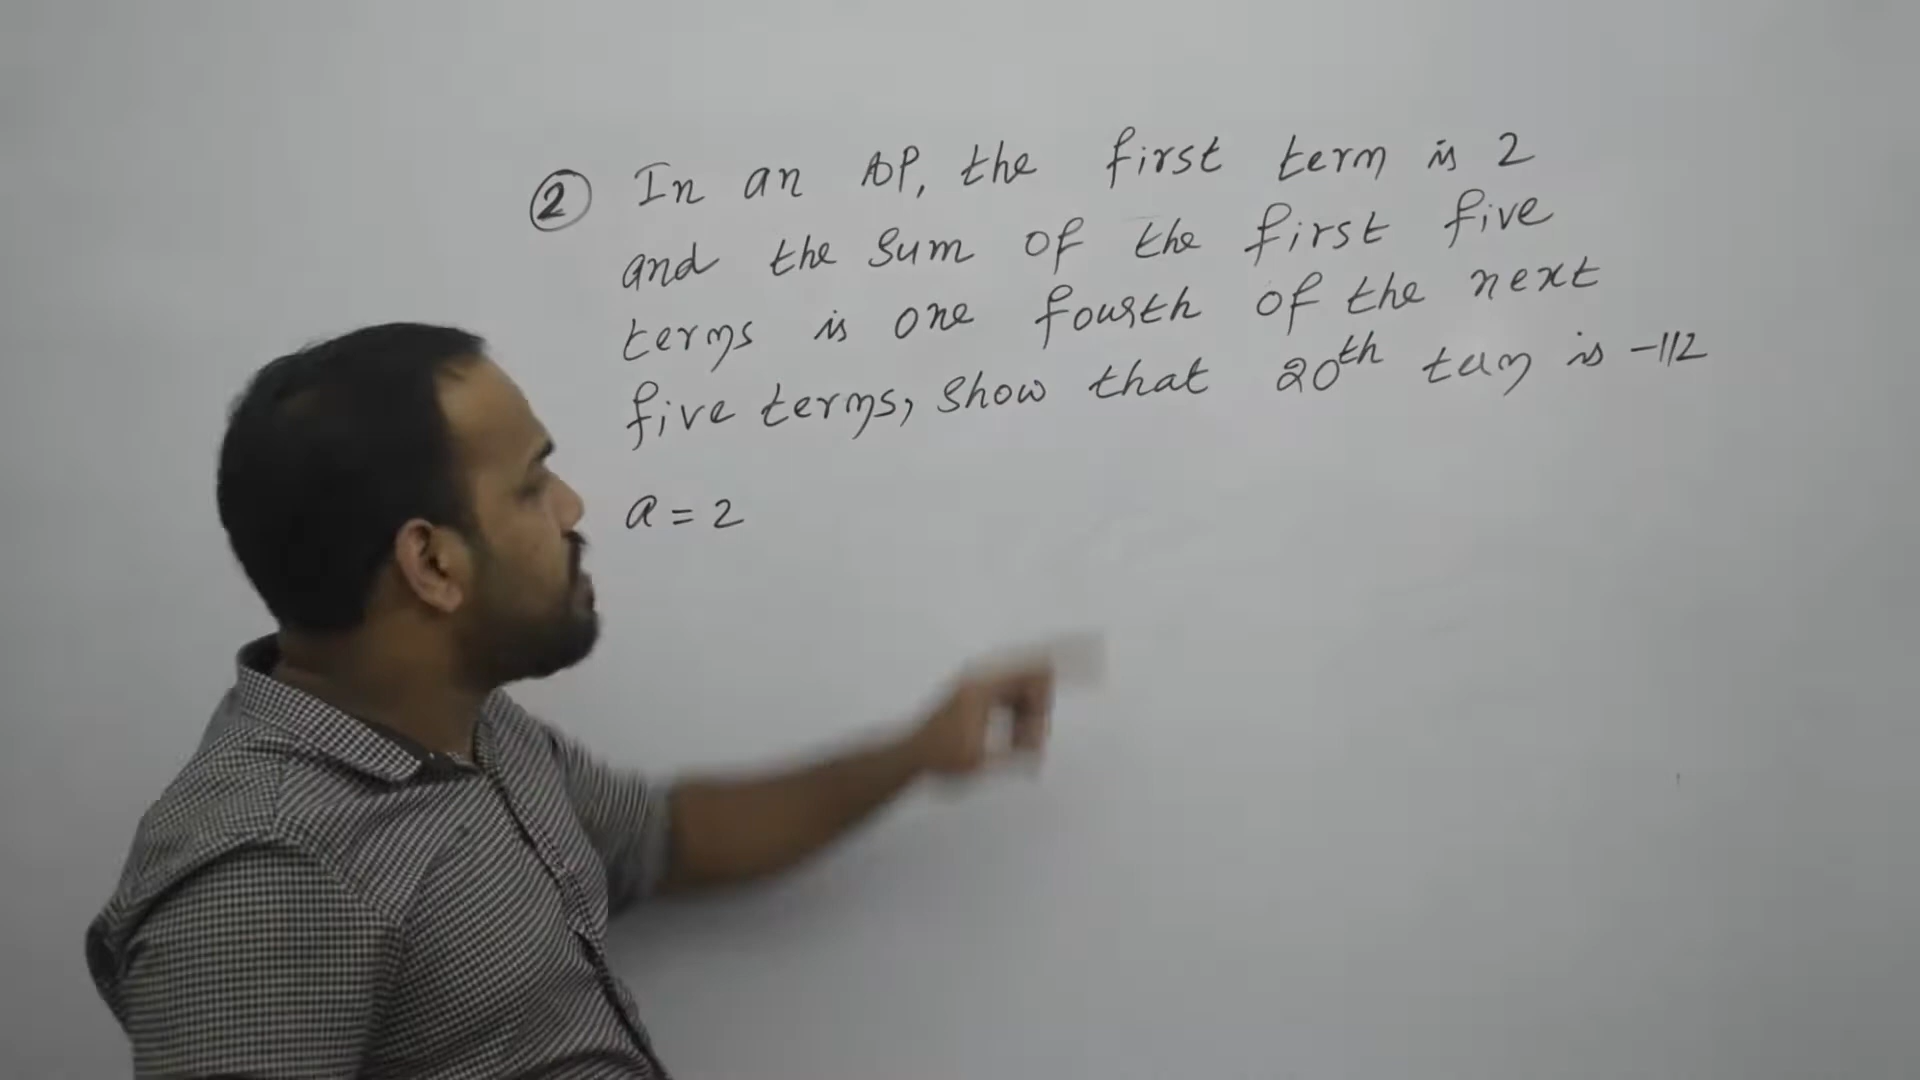 ② In an AP, the first term is 2
and the sum of the first five
terms is one fourth of the next
five terms, show that 20th term is -112
a = 2